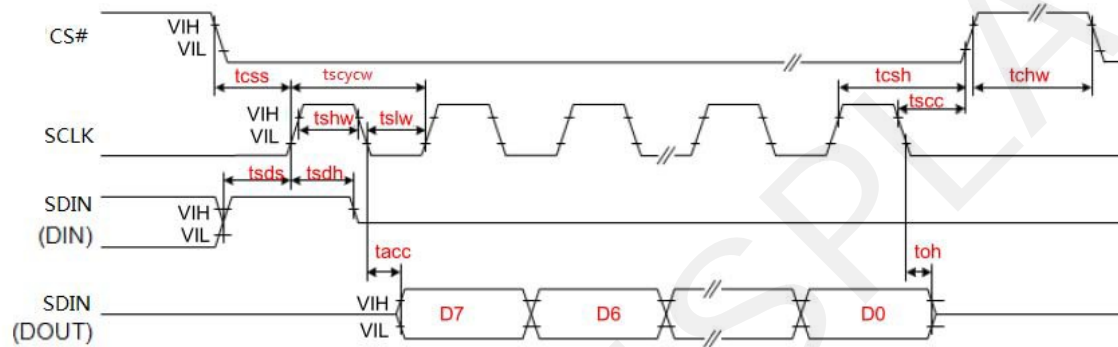 CS#
VIH
VIL
tcss
tscycw
tcsh
tchw
tscc
SCLK
VIH
VIL
tshw
tslw
tsds
tsdh
SDIN
(DIN)
VIH
VIL
tacc
toh
SDIN
(DOUT)
VIH
VIL
D7
D6
D0